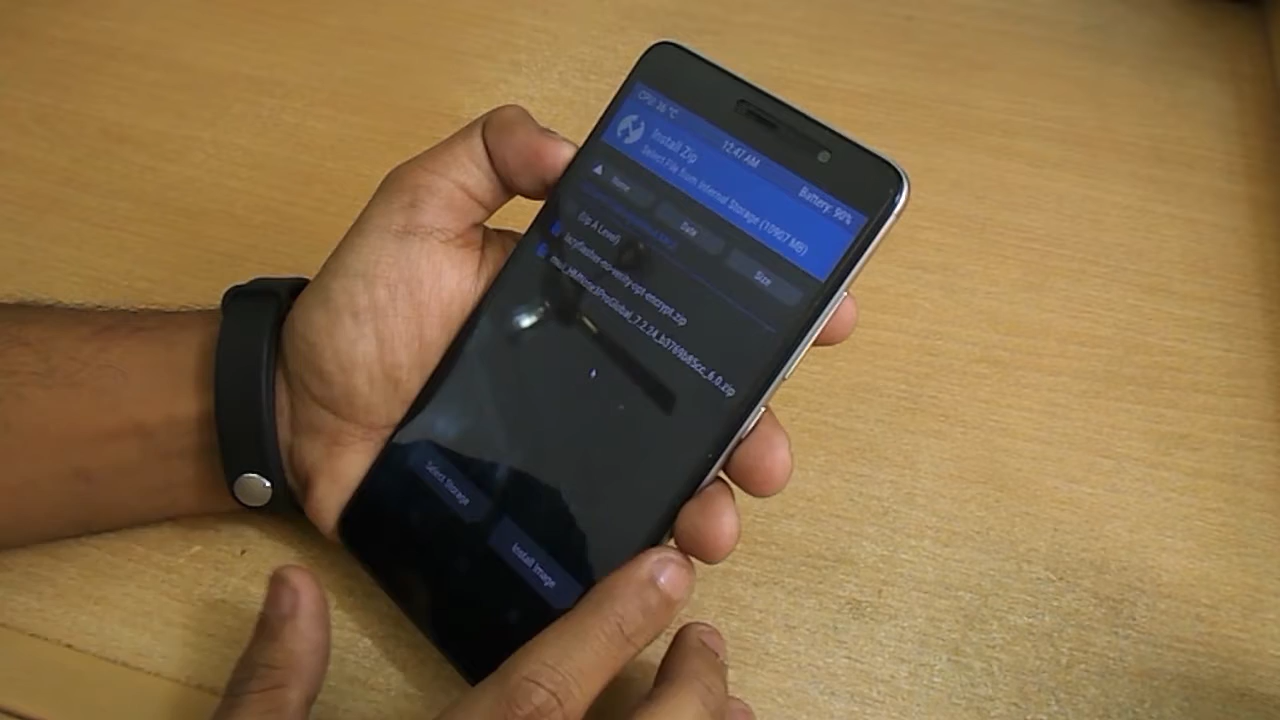 CPU: 36 °C
12:47 AM
Battery: 90%
Install Zip
Select File from Internal Storage (10907 MB)
Name
Date
Size
(Up A Level)
lazyflasher-no-verity-opt-encrypt.zip
Select Storage
Install Image